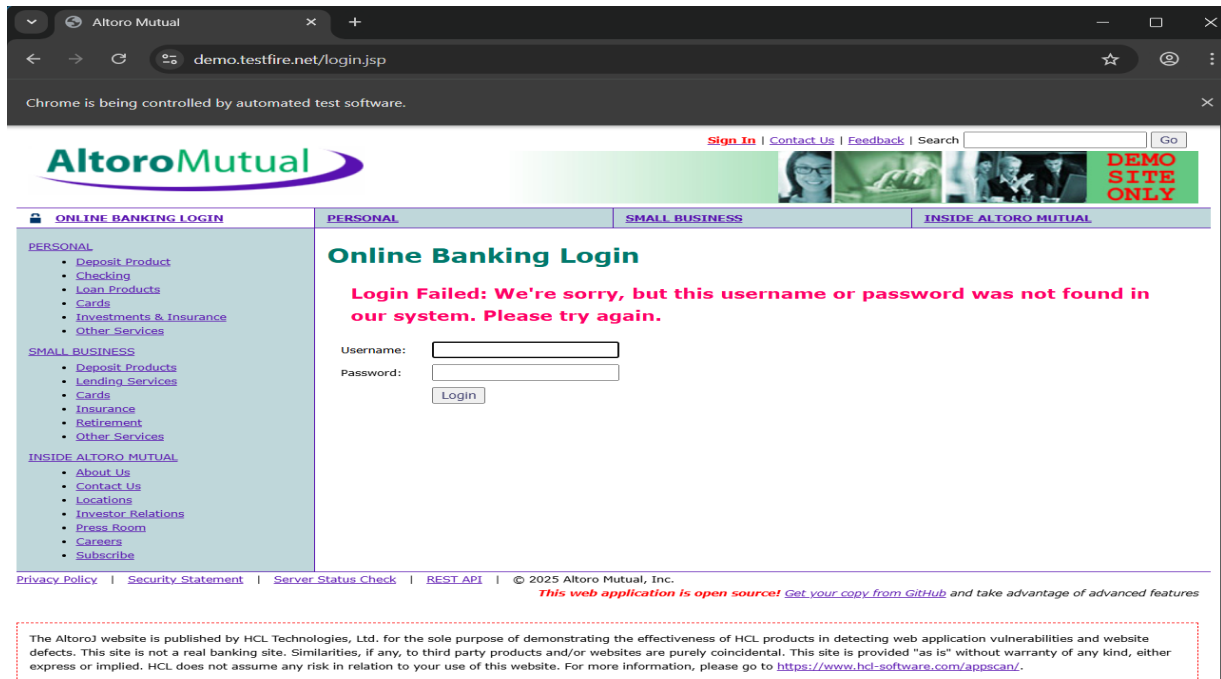 Altoro Mutual
demo.testfire.net/login.jsp
Chrome is being controlled by automated test software.
Sign In | Contact Us | Feedback | Search Go
AltoroMutual
DEMO
SITE
ONLY
ONLINE BANKING LOGIN PERSONAL SMALL BUSINESS INSIDE ALTORO MUTUAL
PERSONAL
• Deposit Product
• Checking
• Loan Products
• Cards
• Investments & Insurance
• Other Services
SMALL BUSINESS
• Deposit Products
• Lending Services
• Cards
• Insurance
• Retirement
• Other Services
INSIDE ALTORO MUTUAL
• About Us
• Contact Us
• Locations
• Investor Relations
• Press Room
• Careers
• Subscribe
Online Banking Login
Login Failed: We're sorry, but this username or password was not found in
our system. Please try again.
Username:
Password:
Login
Privacy Policy | Security Statement | Server Status Check | REST API | © 2025 Altoro Mutual, Inc.
This web application is open source! Get your copy from GitHub and take advantage of advanced features
The AltoroJ website is published by HCL Technologies, Ltd. for the sole purpose of demonstrating the effectiveness of HCL products in detecting web application vulnerabilities and website
defects. This site is not a real banking site. Similarities, if any, to third party products and/or websites are purely coincidental. This site is provided "as is" without warranty of any kind, either
express or implied. HCL does not assume any risk in relation to your use of this website. For more information, please go to https://www.hcl-software.com/appscan/.